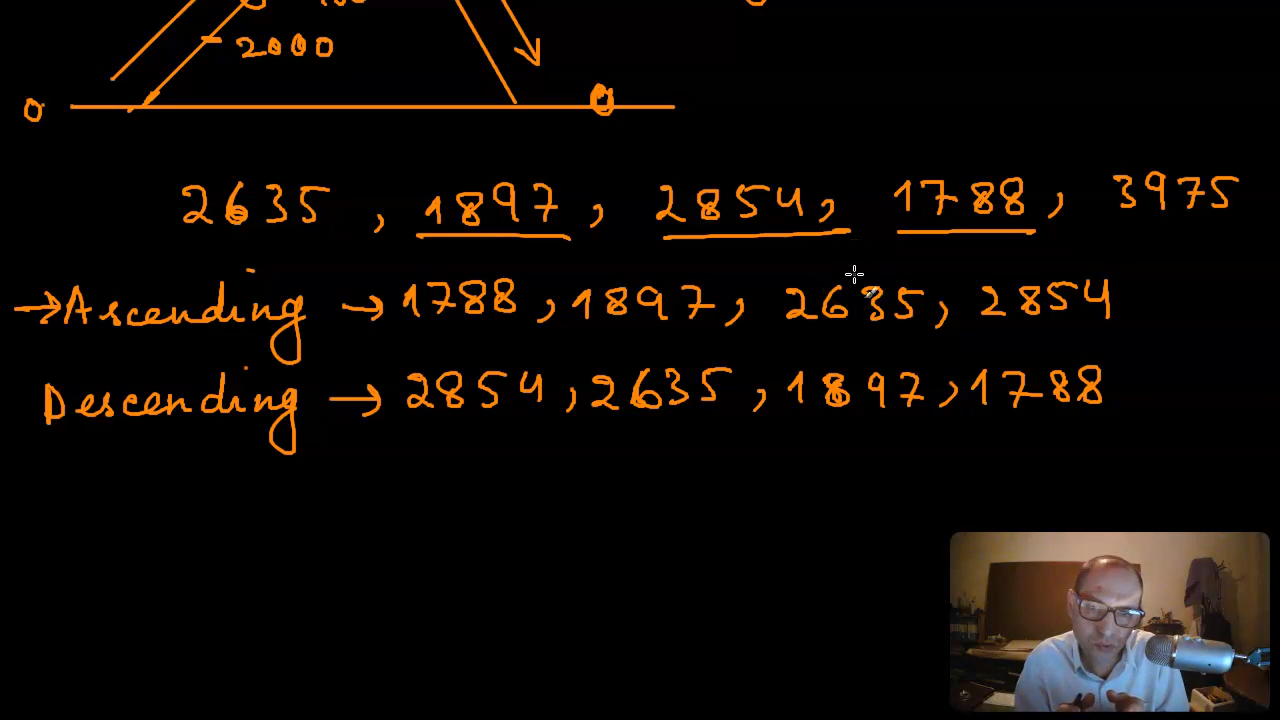 2000
0 0
2635, 1897, 2854, 1788, 3975
→Ascending → 1788, 1897, 2635, 2854
Descending → 2854, 2635, 1897, 1788